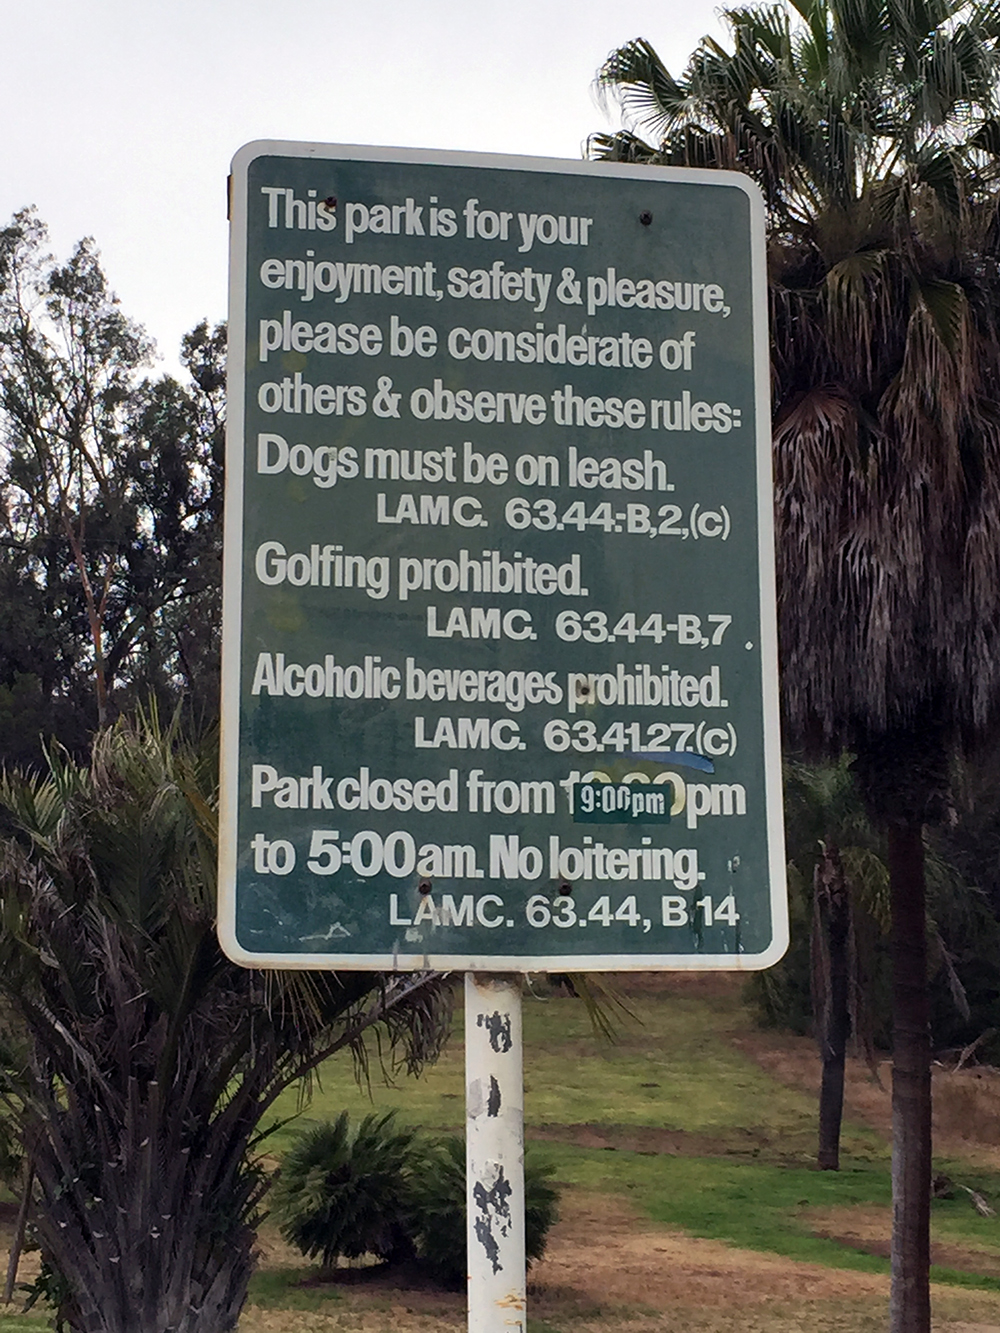 This park is for your
enjoyment, safety & pleasure,
please be considerate of
others & observe these rules:
Dogs must be on leash.
LAMC. 63.44-B,2,(c)
Golfing prohibited.
LAMC. 63.44-B,7.
Alcoholic beverages prohibited.
LAMC. 63.41.27.(c)
Park closed from 9:00pm pm
to 5:00am. No loitering.
LAMC. 63.44, B 14